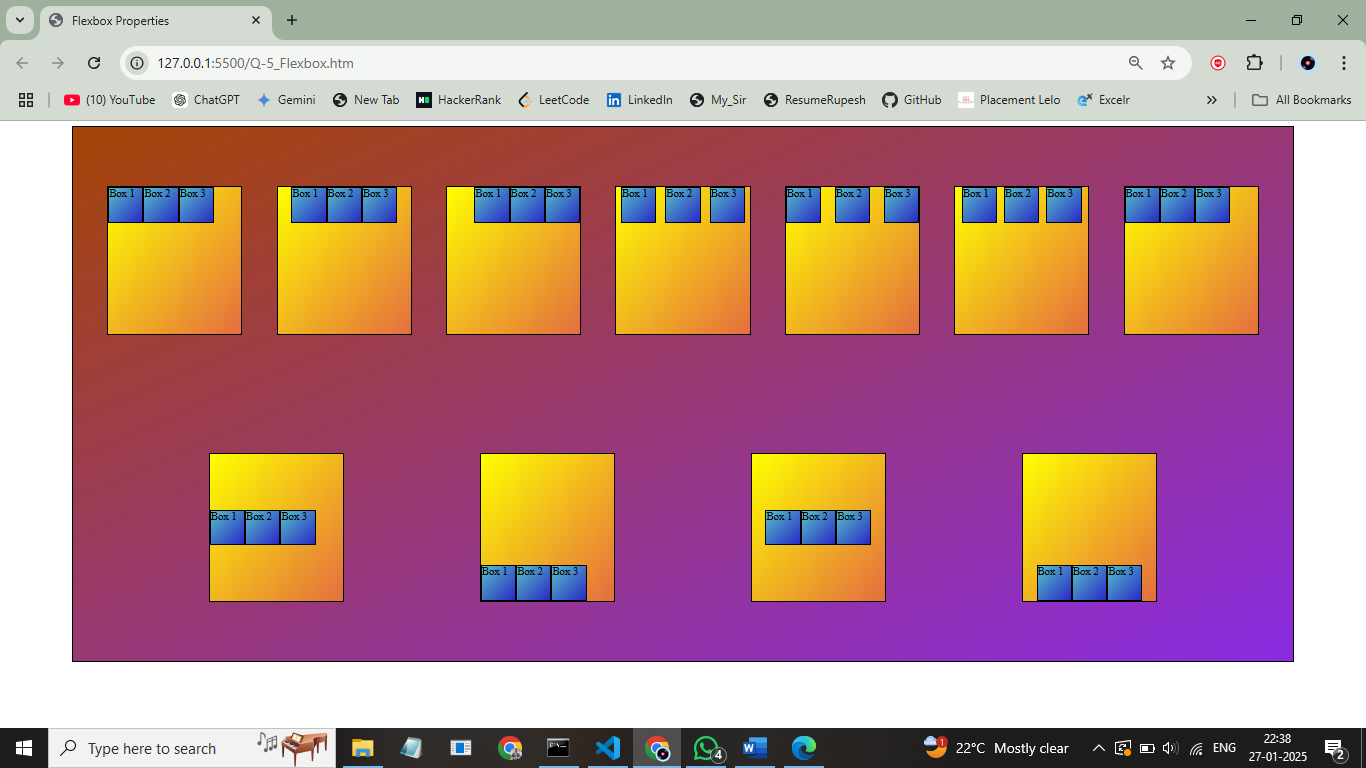 Flexbox Properties
127.0.0.1:5500/Q-5_Flexbox.htm
(10) YouTube ChatGPT Gemini New Tab HackerRank LeetCode LinkedIn My_Sir ResumeRupesh GitHub Placement Lelo Excelr » All Bookmarks
Box 1 Box 2 Box 3 Box 1 Box 2 Box 3 Box 1 Box 2 Box 3 Box 1 Box 2 Box 3 Box 1 Box 2 Box 3 Box 1 Box 2 Box 3 Box 1 Box 2 Box 3
Box 1 Box 2 Box 3 Box 1 Box 2 Box 3
Box 1 Box 2 Box 3 Box 1 Box 2 Box 3
Type here to search 4 1 22°C Mostly clear ENG 22:38
27-01-2025 2